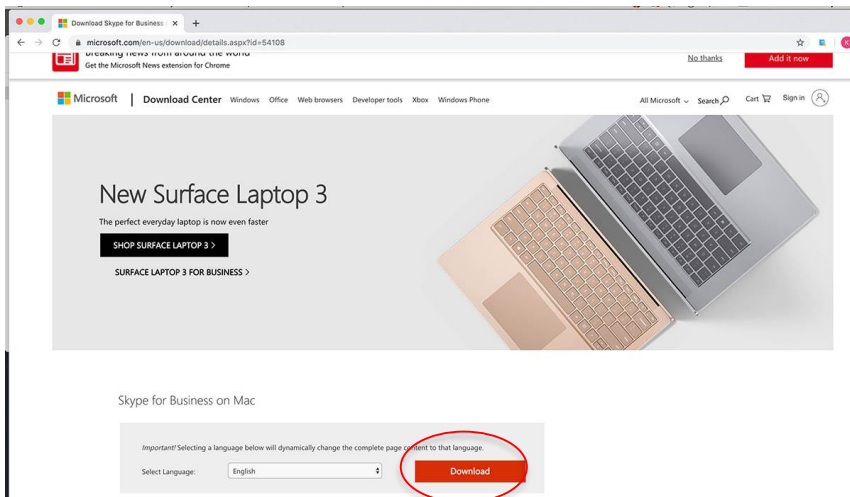 Download Skype for Business
microsoft.com/en-us/download/details.aspx?id=54108
breaking news from around the world
Get the Microsoft News extension for Chrome
No thanks
Add it now
Microsoft | Download Center Windows Office Web browsers Developer tools Xbox Windows Phone All Microsoft Search Cart Sign in
New Surface Laptop 3
The perfect everyday laptop is now even faster
SHOP SURFACE LAPTOP 3 >
SURFACE LAPTOP 3 FOR BUSINESS >
Skype for Business on Mac
Important! Selecting a language below will dynamically change the complete page content to that language.
Select Language: English Download